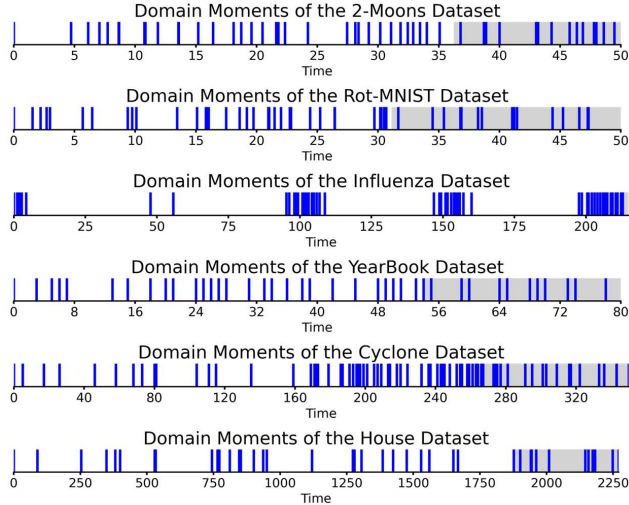 Domain Moments of the 2-Moons Dataset
0 5 10 15 20 25 30 35 40 45 50
Time
Domain Moments of the Rot-MNIST Dataset
0 5 10 15 20 25 30 35 40 45 50
Time
Domain Moments of the Influenza Dataset
0 25 50 75 100 125 150 175 200
Time
Domain Moments of the YearBook Dataset
0 8 16 24 32 40 48 56 64 72 80
Time
Domain Moments of the Cyclone Dataset
0 40 80 120 160 200 240 280 320
Time
Domain Moments of the House Dataset
0 250 500 750 1000 1250 1500 1750 2000 2250
Time